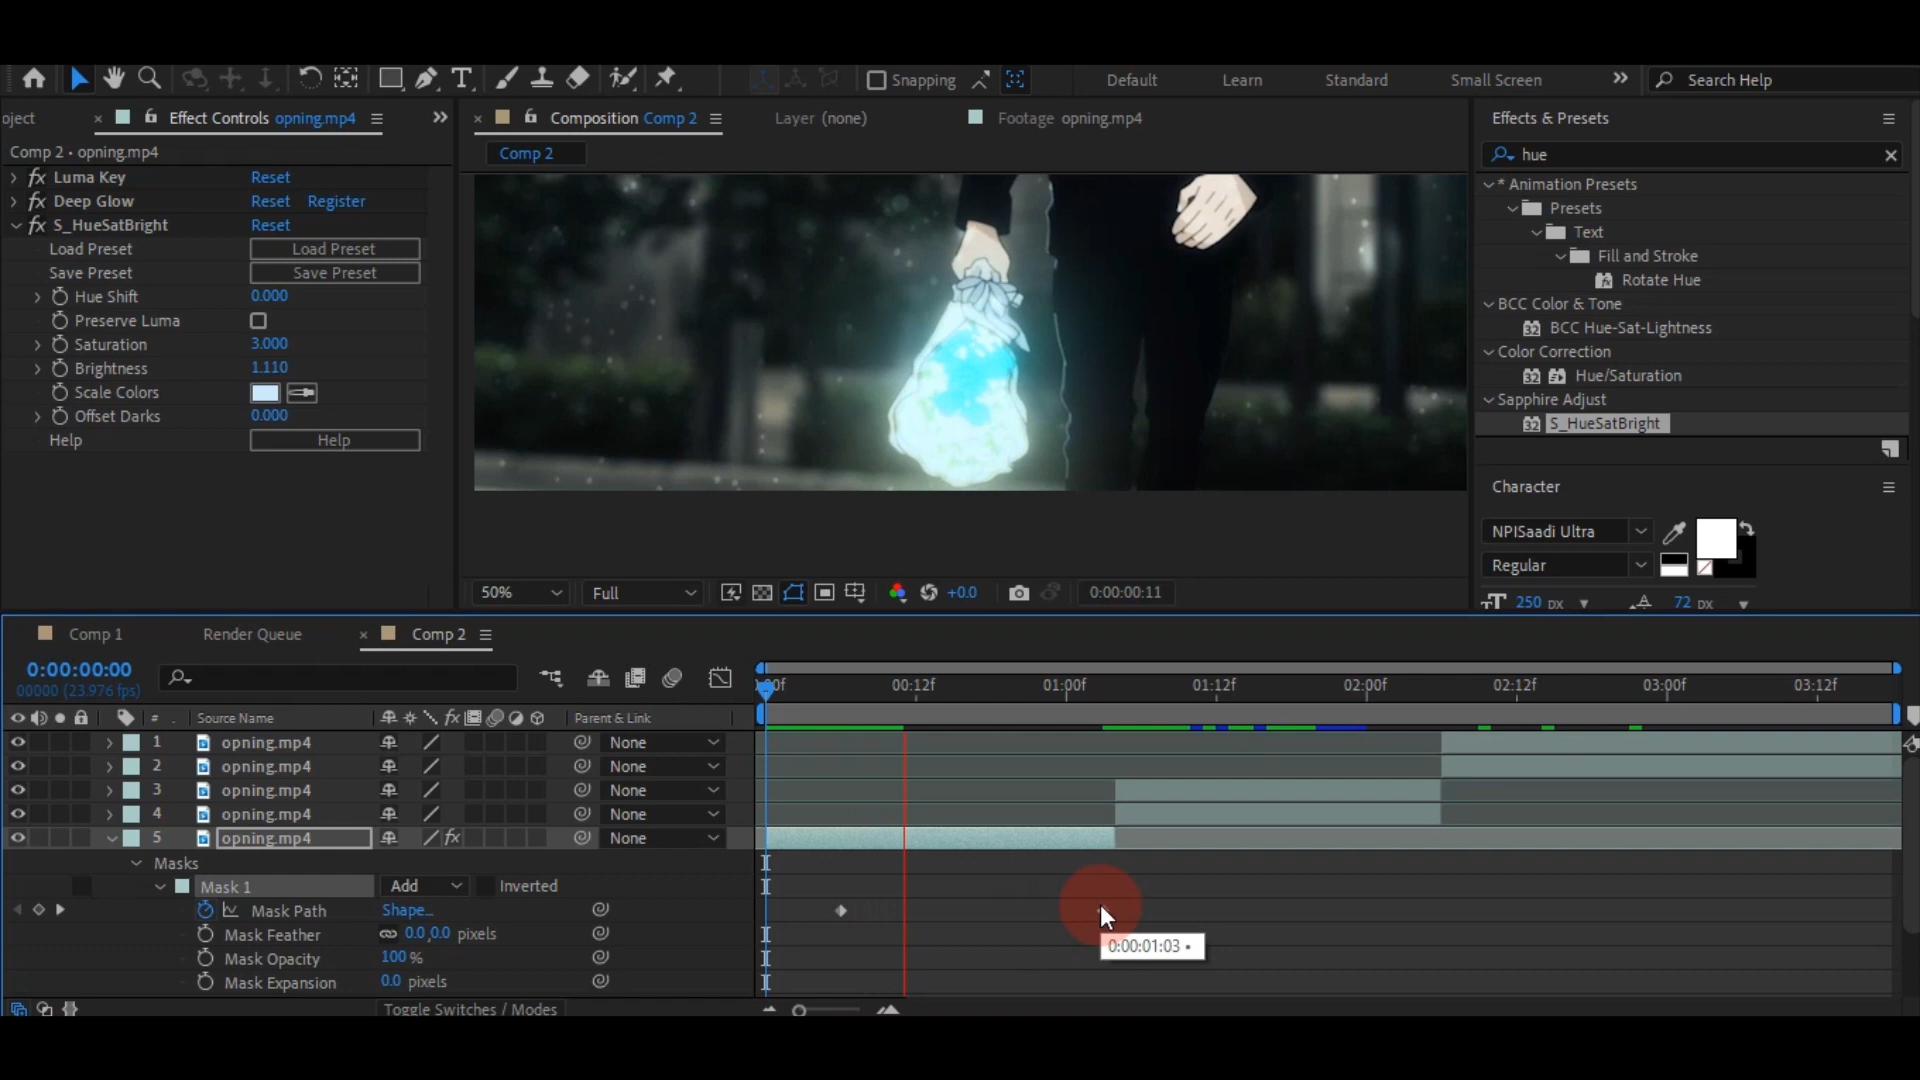 Snapping
Default
Learn
Standard
Small Screen
Search Help
oject
Effect Controls opning.mp4
Composition Comp 2
Layer (none)
Footage opning.mp4
Effects & Presets
Comp 2 • opning.mp4
Comp 2
hue
fx Luma Key Reset
fx Deep Glow Reset Register
fx S_HueSatBright Reset
Load Preset Load Preset
Save Preset Save Preset
Hue Shift 0.000
Preserve Luma
Saturation 3.000
Brightness 1.110
Scale Colors
Offset Darks 0.000
Help Help
* Animation Presets
Presets
Text
Fill and Stroke
Rotate Hue
BCC Color & Tone
32 BCC Hue-Sat-Lightness
Color Correction
32 Hue/Saturation
Sapphire Adjust
32 S_HueSatBright
Character
NPISaadi Ultra
Regular
250 px
72 px
50%
Full
+0.0
0:00:00:11
Comp 1
Render Queue
Comp 2
0:00:00:00
00000 (23.976 fps)
:00f 00:12f 01:00f 01:12f 02:00f 02:12f 03:00f 03:12f
# . Source Name fx Parent & Link
1 opning.mp4 None
2 opning.mp4 None
3 opning.mp4 None
4 opning.mp4 None
5 opning.mp4 fx None
Masks
Mask 1 Add Inverted
Mask Path Shape...
Mask Feather 0.0,0.0 pixels
Mask Opacity 100 %
Mask Expansion 0.0 pixels
0:00:01:03 •
Toggle Switches / Modes